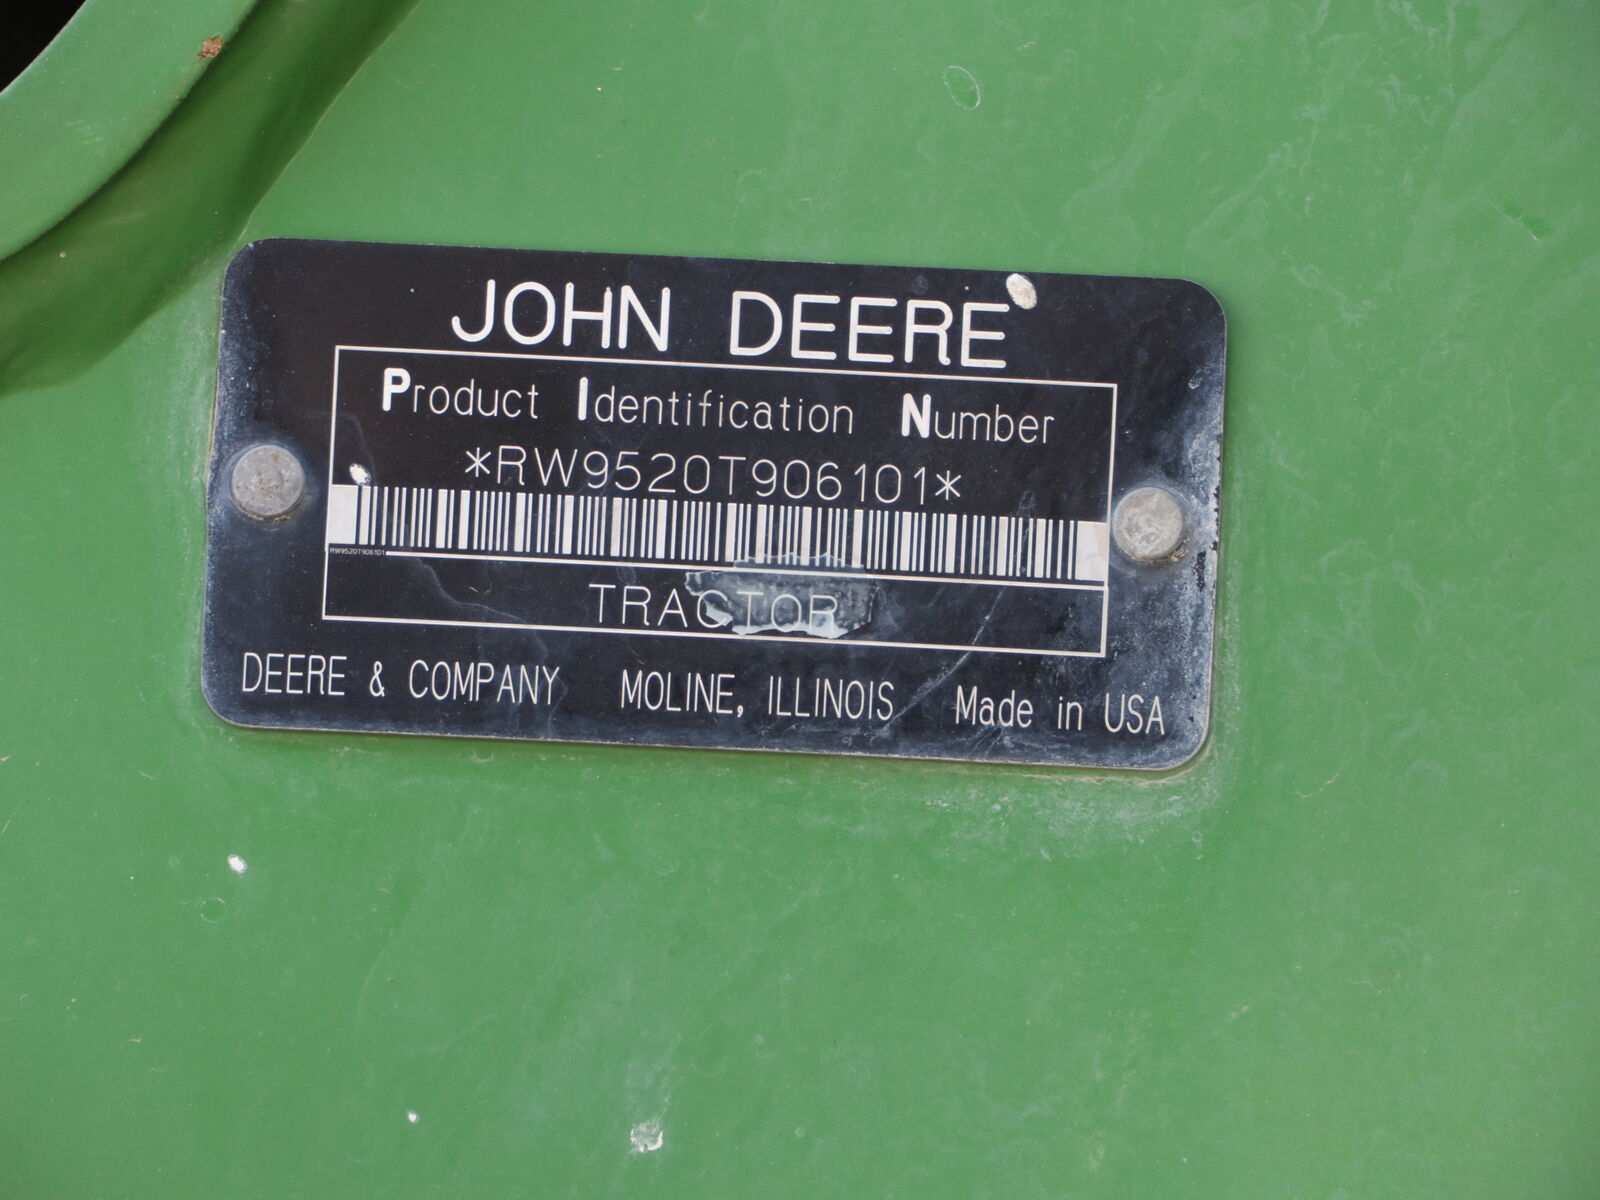 JOHN DEERE
Product Identification Number
*RW9520T906101*
RW9520T906101
TRACTOR
DEERE & COMPANY MOLINE, ILLINOIS Made in USA